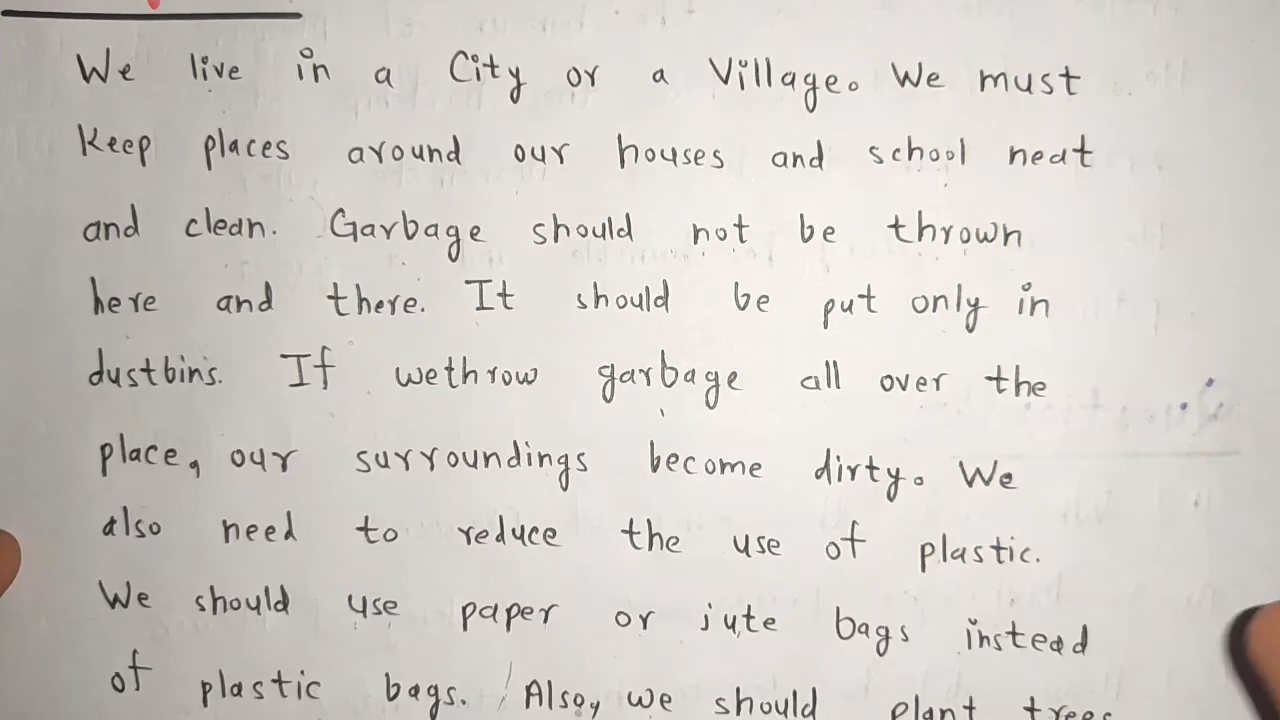 We live in a City or a Village. We must
Keep places around our houses and school neat
and clean. Garbage should not be thrown
here and there. It should be put only in
dustbins. If wethrow garbage all over the
place, our surroundings become dirty. We
also need to reduce the use of plastic.
We should use paper or jute bags instead
of plastic bags. Also, we should plant trees